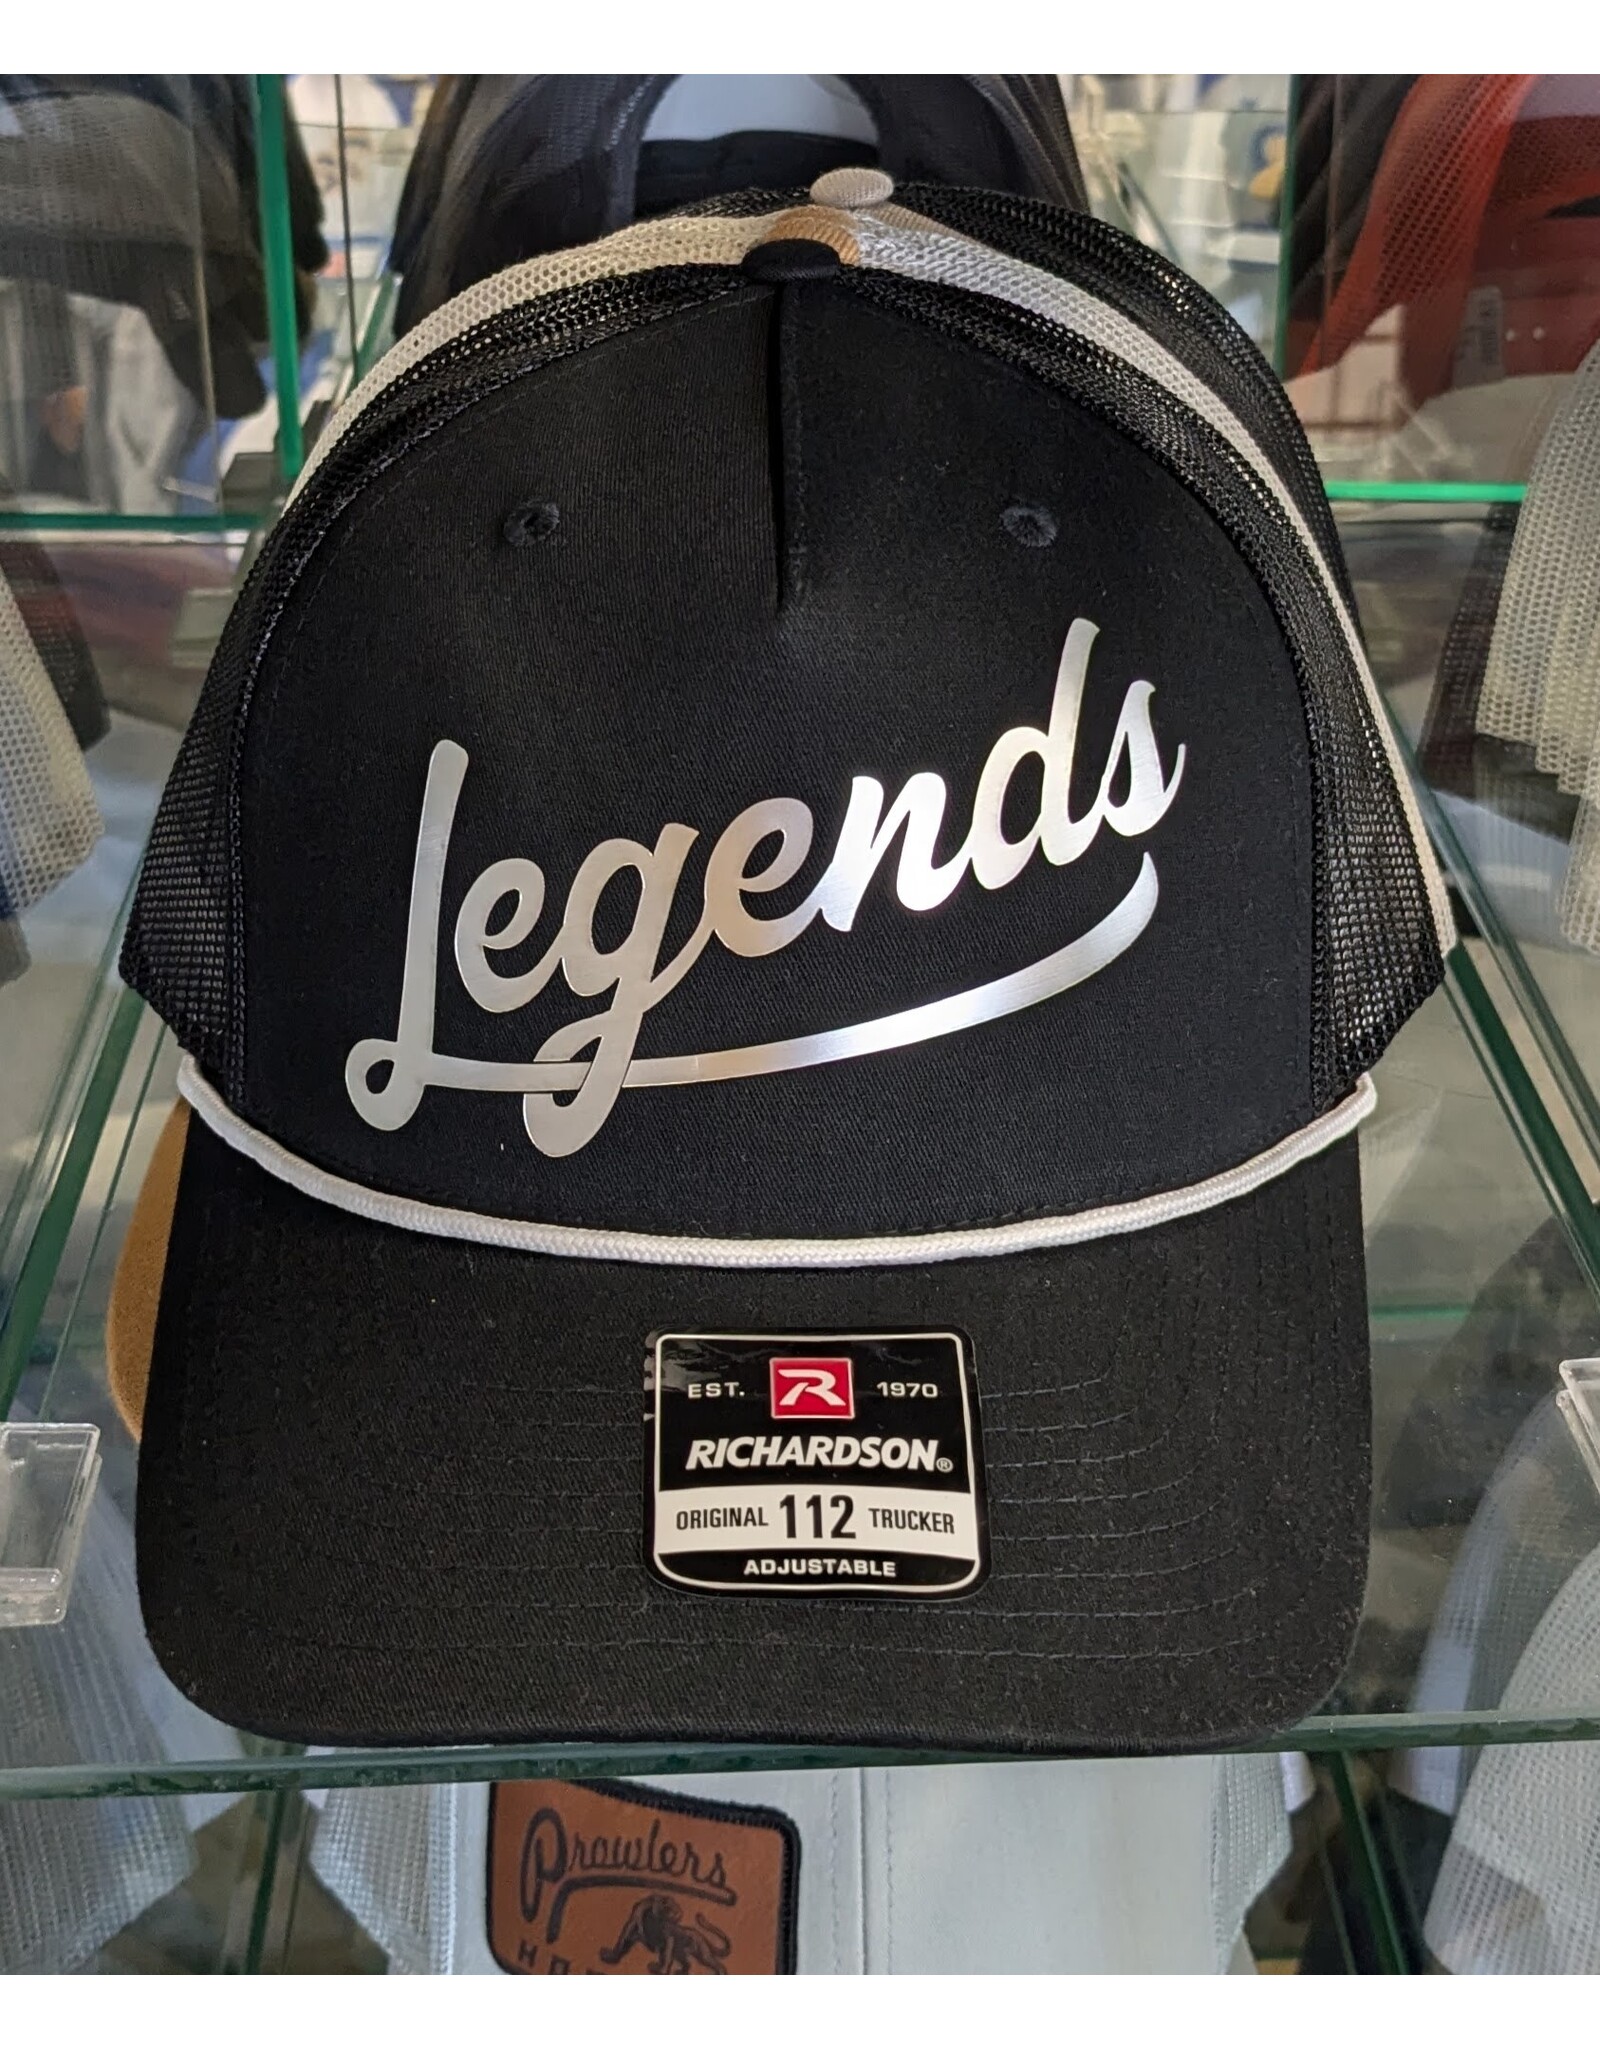 Legends
EST. R 1970
RICHARDSON®
ORIGINAL 112 TRUCKER
ADJUSTABLE
Prowlers